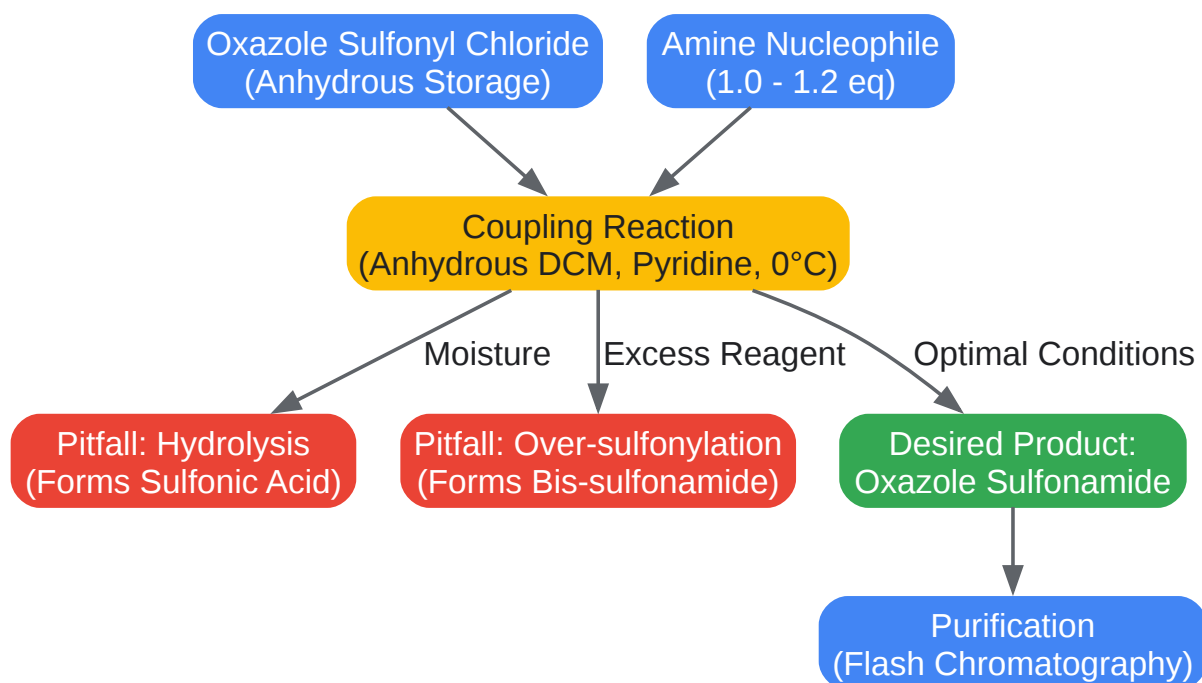 Oxazole Sulfonyl Chloride
(Anhydrous Storage)
Amine Nucleophile
(1.0 - 1.2 eq)
Coupling Reaction
(Anhydrous DCM, Pyridine, 0°C)
Moisture
Excess Reagent
Optimal Conditions
Pitfall: Hydrolysis
(Forms Sulfonic Acid)
Pitfall: Over-sulfonylation
(Forms Bis-sulfonamide)
Desired Product:
Oxazole Sulfonamide
Purification
(Flash Chromatography)